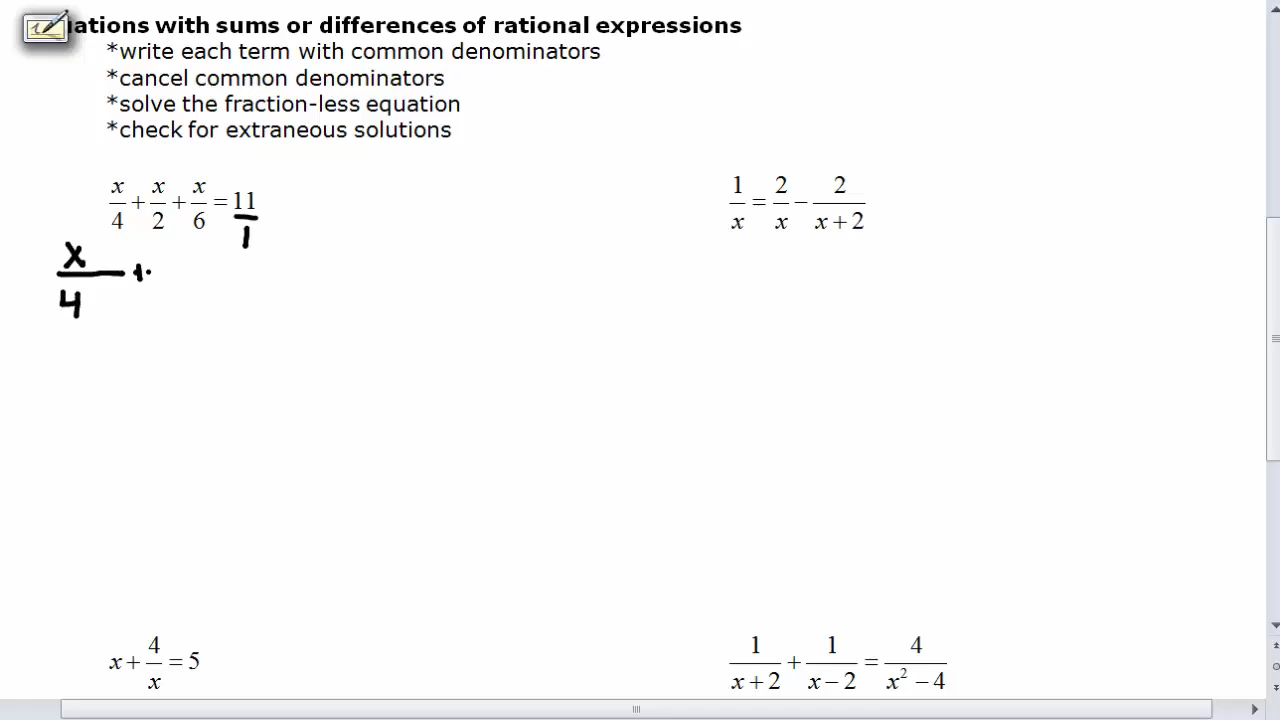 uations with sums or differences of rational expressions
*write each term with common denominators
*cancel common denominators
*solve the fraction-less equation
*check for extraneous solutions
x/4 + x/2 + x/6 = 11/1
x/4 +
1/x = 2/x − 2/(x + 2)
x + 4/x = 5
1/(x + 2) + 1/(x − 2) = 4/(x² − 4)